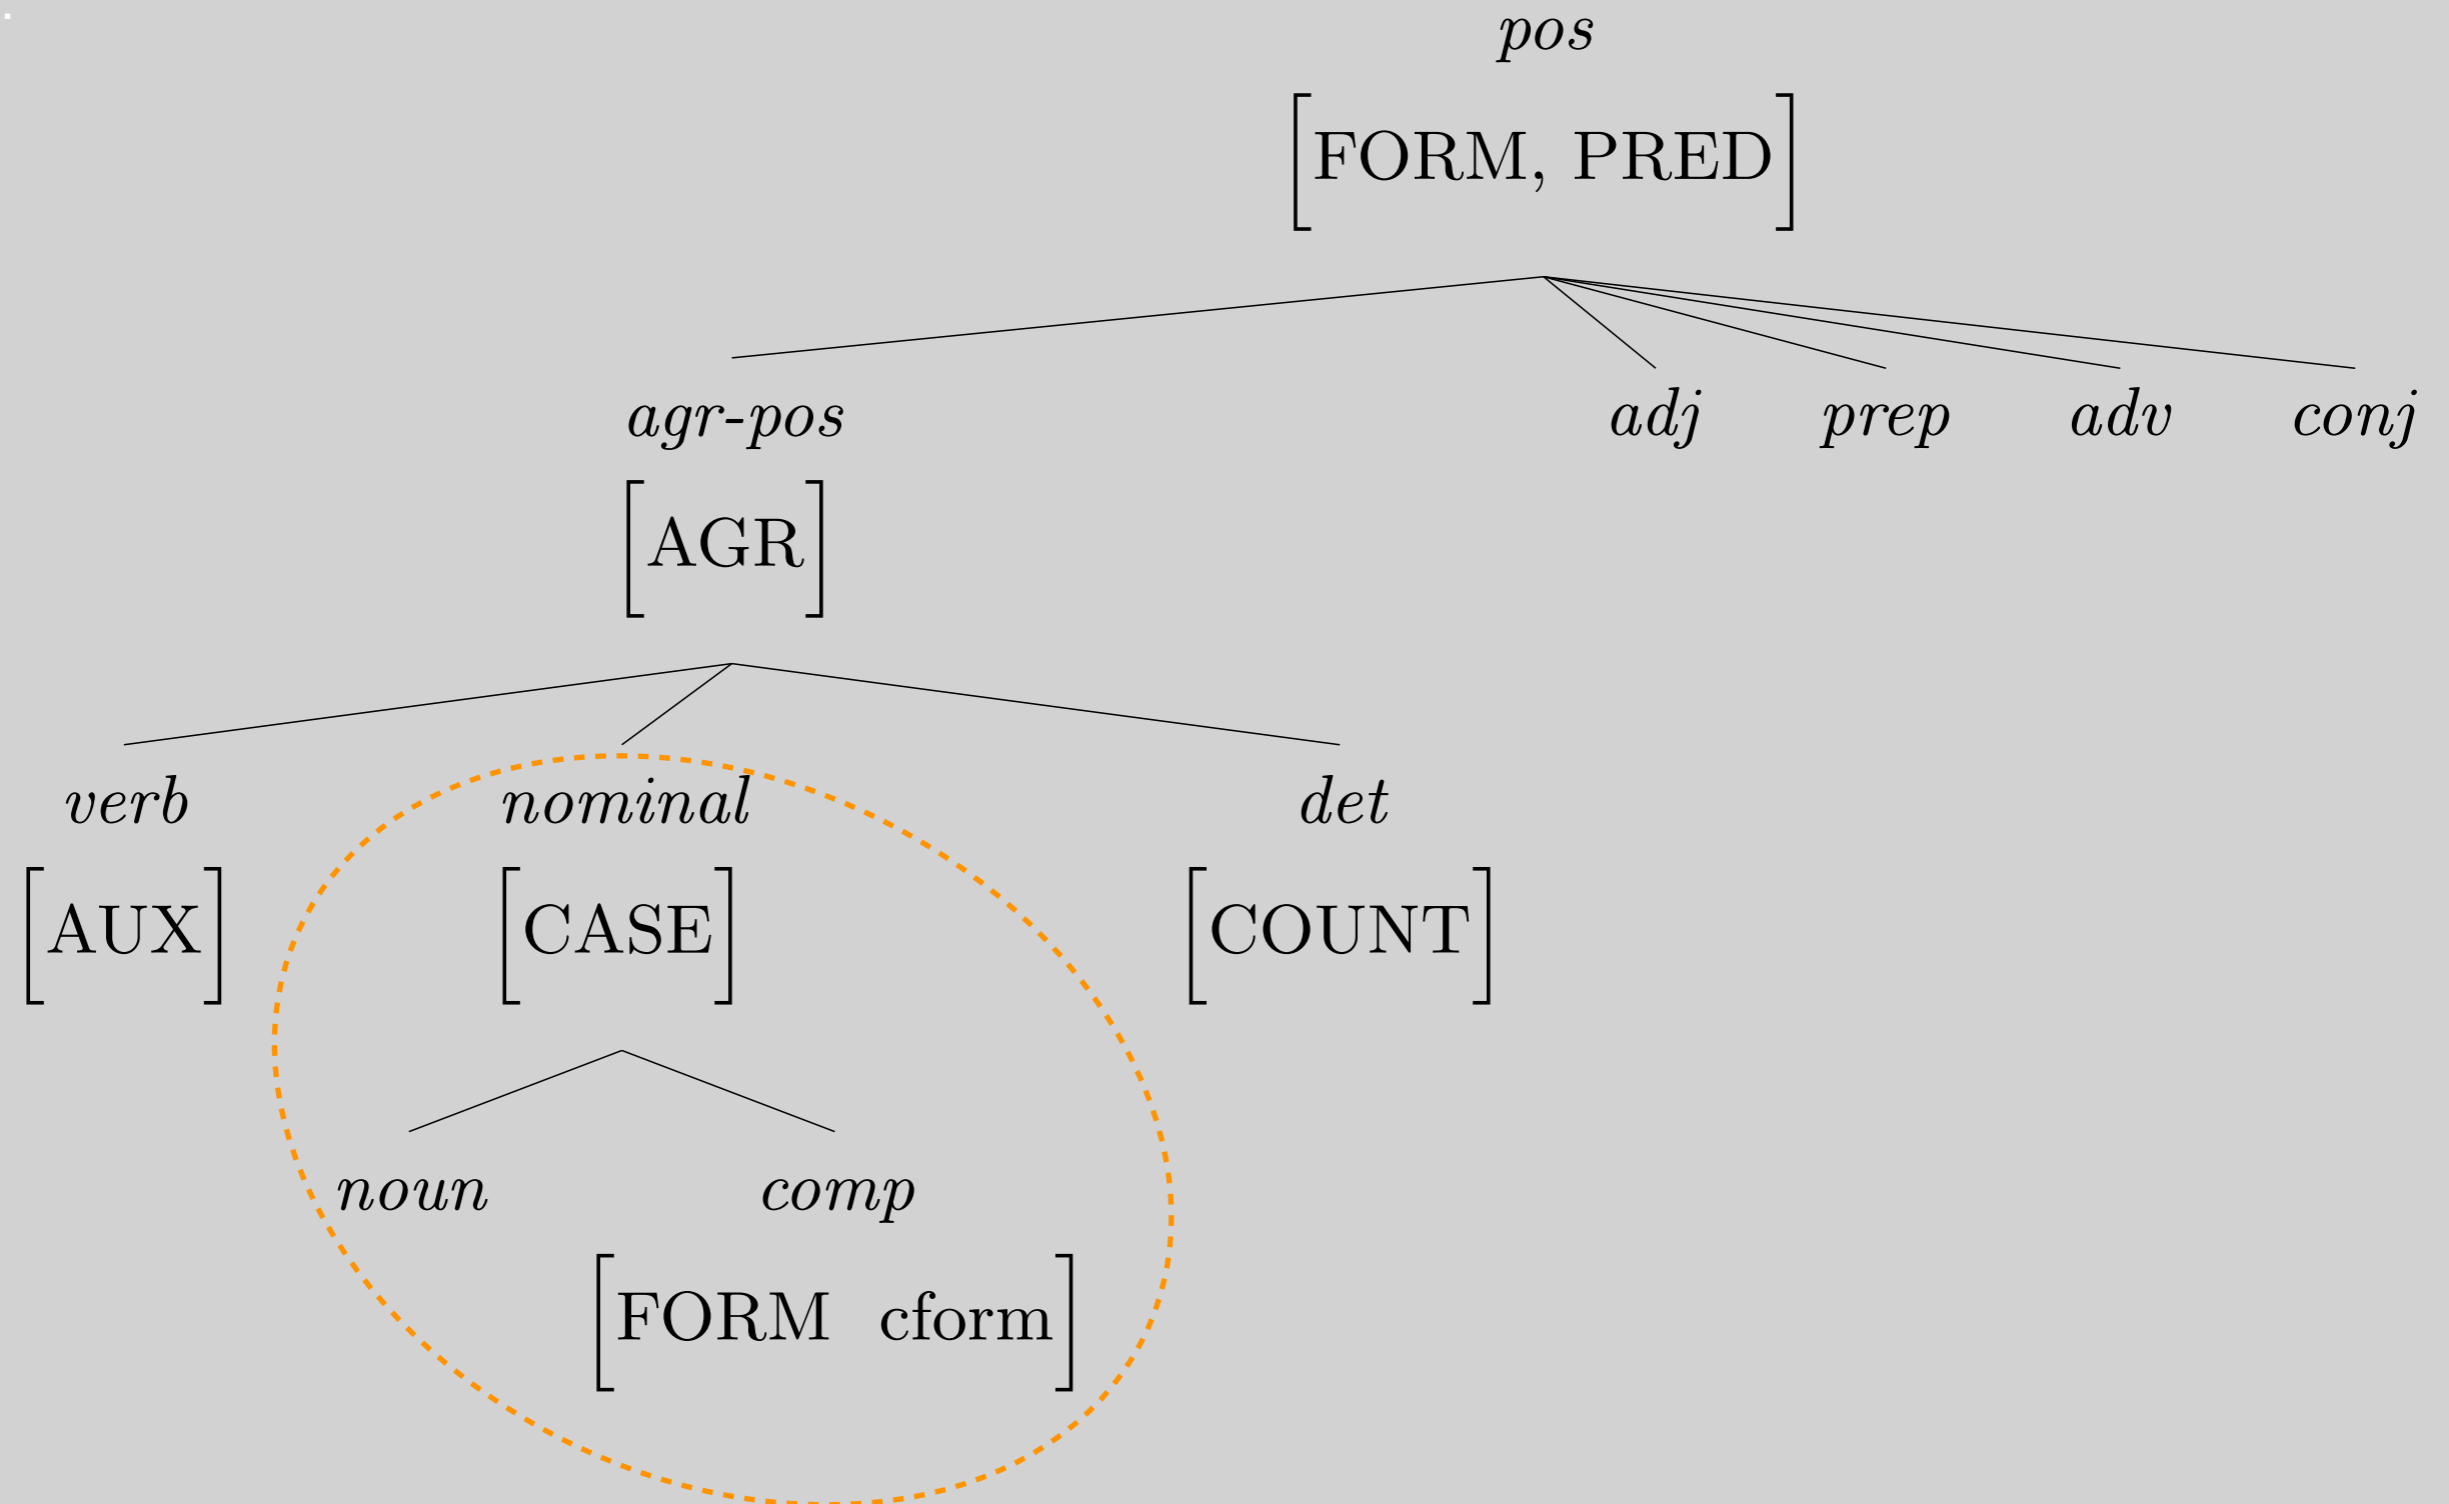 pos
[FORM, PRED]
agr-pos adj prep adv conj
[AGR]
verb nominal det
[AUX] [CASE] [COUNT]
noun comp
[FORM cform]